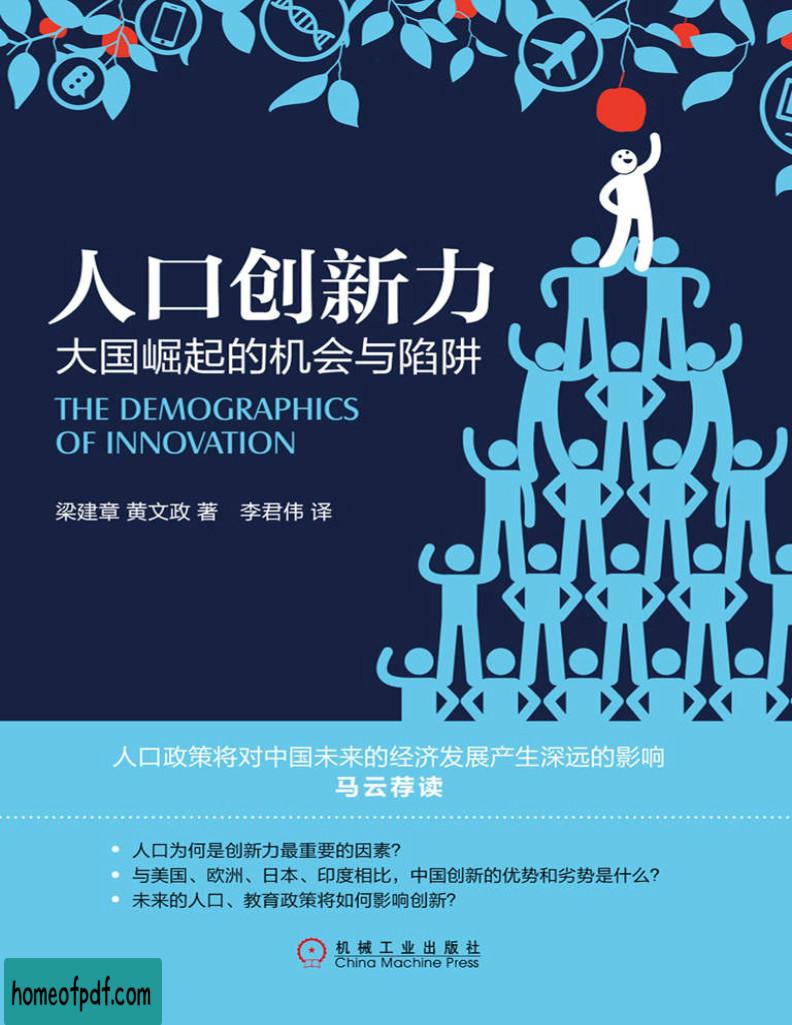 人口创新力
大国崛起的机会与陷阱
THE DEMOGRAPHICS
OF INNOVATION
梁建章 黄文政 著 李君伟 译
人口政策将对中国未来的经济发展产生深远的影响
马云荐读
• 人口为何是创新力最重要的因素?
• 与美国、欧洲、日本、印度相比，中国创新的优势和劣势是什么?
• 未来的人口、教育政策将如何影响创新?
机械工业出版社
China Machine Press
homeofpdf.com